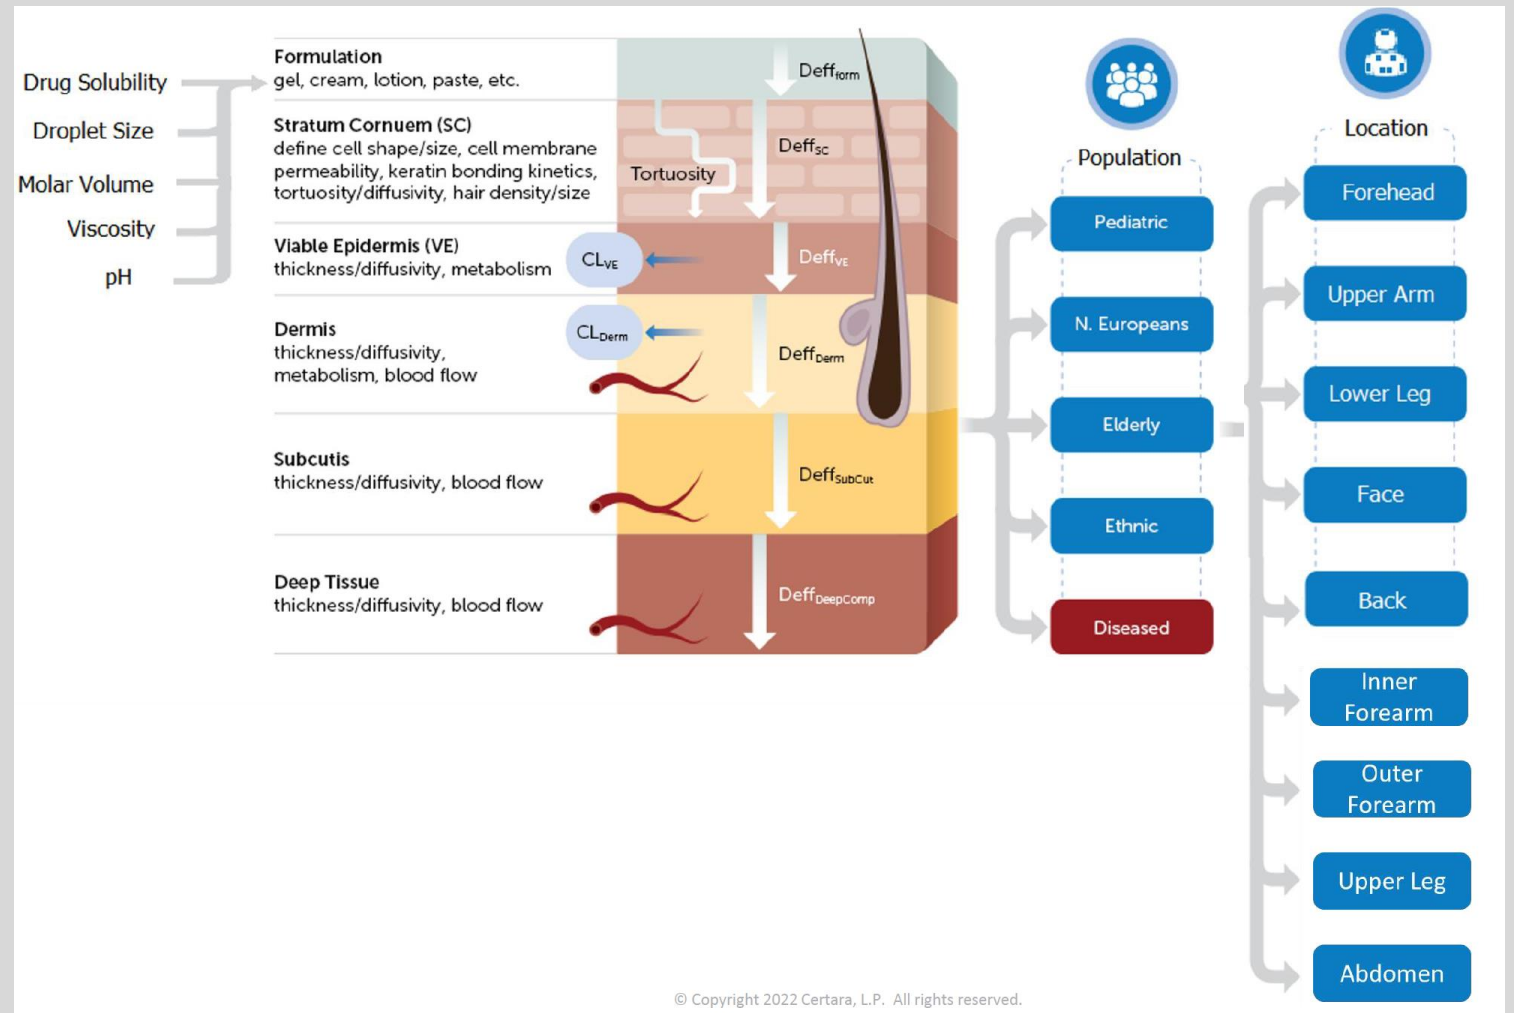 Drug Solubility
Droplet Size
Molar Volume
Viscosity
pH
Formulation
gel, cream, lotion, paste, etc.
Stratum Cornuem (SC)
define cell shape/size, cell membrane
permeability, keratin bonding kinetics,
tortuosity/diffusivity, hair density/size
Viable Epidermis (VE)
thickness/diffusivity, metabolism
Dermis
thickness/diffusivity,
metabolism, blood flow
Subcutis
thickness/diffusivity, blood flow
Deep Tissue
thickness/diffusivity, blood flow
CLVE
CLDerm
Tortuosity
Deffform
DeffSC
DeffVE
DeffDerm
DeffSubCut
DeffDeepComp
Population
Pediatric
N. Europeans
Elderly
Ethnic
Diseased
Location
Forehead
Upper Arm
Lower Leg
Face
Back
Inner
Forearm
Outer
Forearm
Upper Leg
Abdomen
© Copyright 2022 Certara, L.P. All rights reserved.